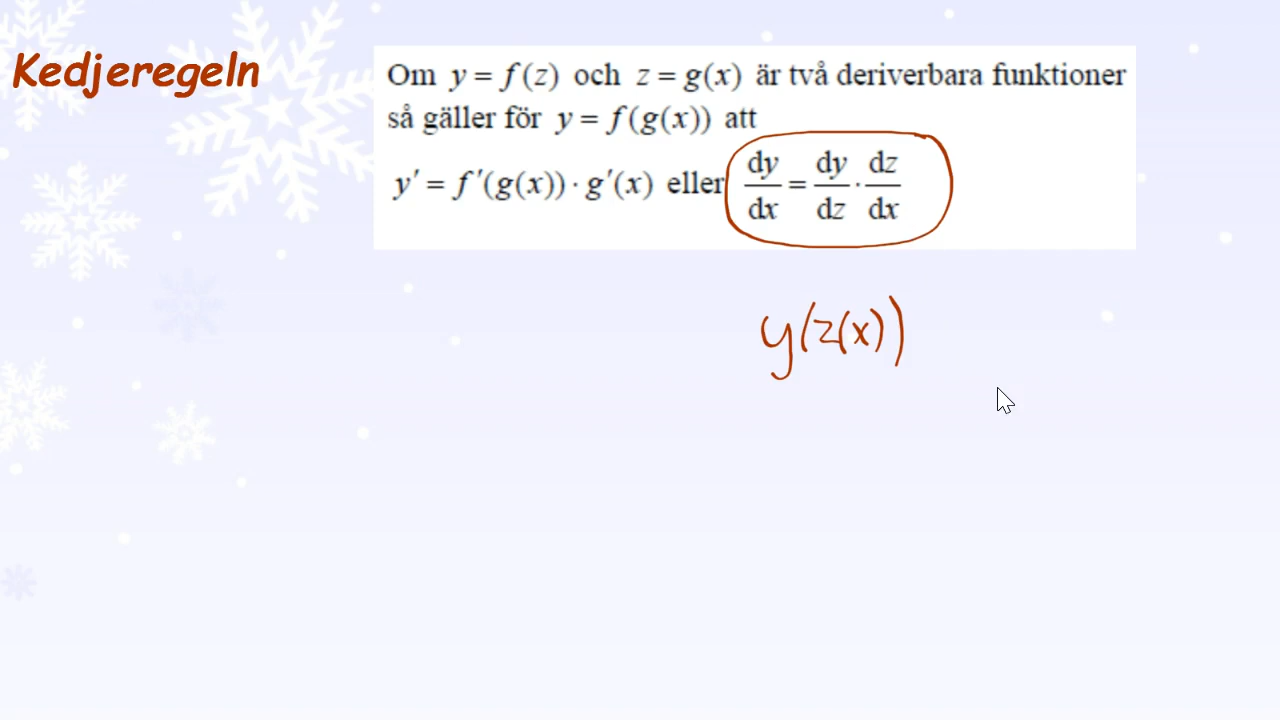 Kedjeregeln
Om y = f(z) och z = g(x) är två deriverbara funktioner
så gäller för y = f(g(x)) att
y' = f'(g(x)) · g'(x) eller dy/dx = dy/dz · dz/dx
y(z(x))